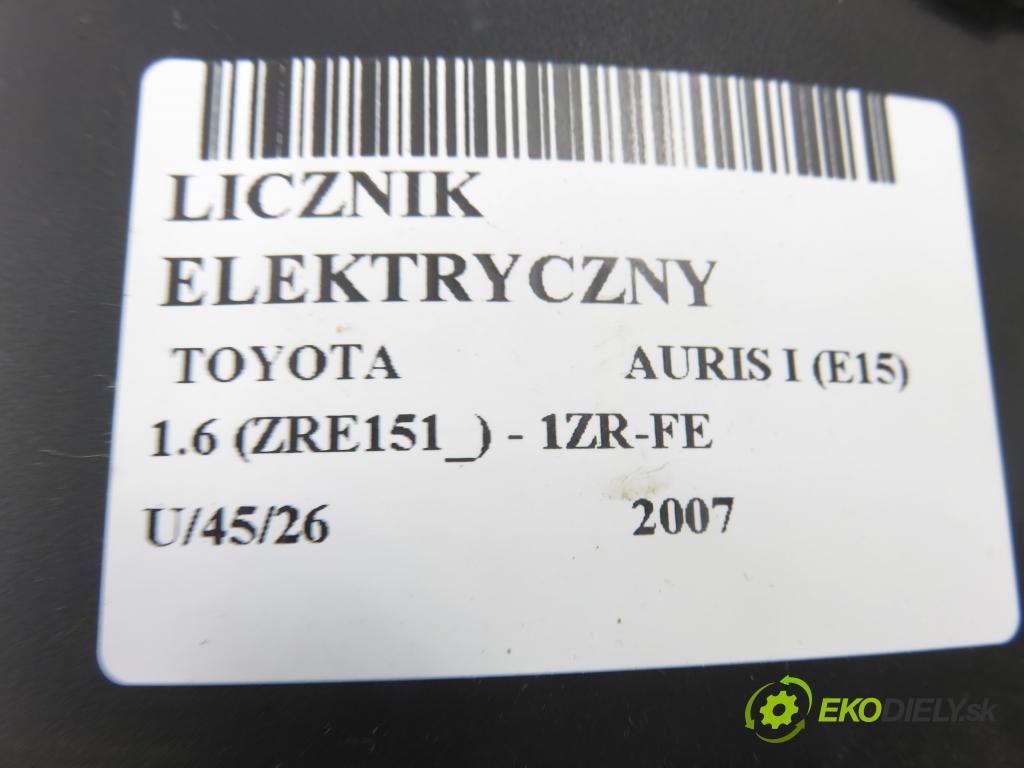 LICZNIK
ELEKTRYCZNY
TOYOTA AURIS I (E15)
1.6 (ZRE151_) - 1ZR-FE
U/45/26 2007
EKODIELY.sk